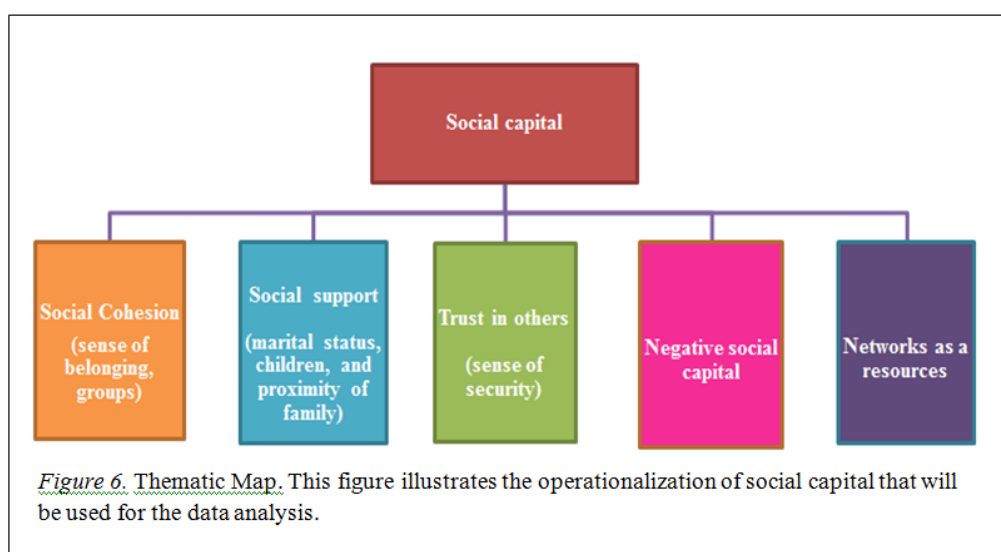 Social capital
Social Cohesion
(sense of
belonging,
groups)
Social support
(marital status,
children, and
proximity of
family)
Trust in others
(sense of
security)
Negative social
capital
Networks as a
resources
Figure 6. Thematic Map. This figure illustrates the operationalization of social capital that will
be used for the data analysis.